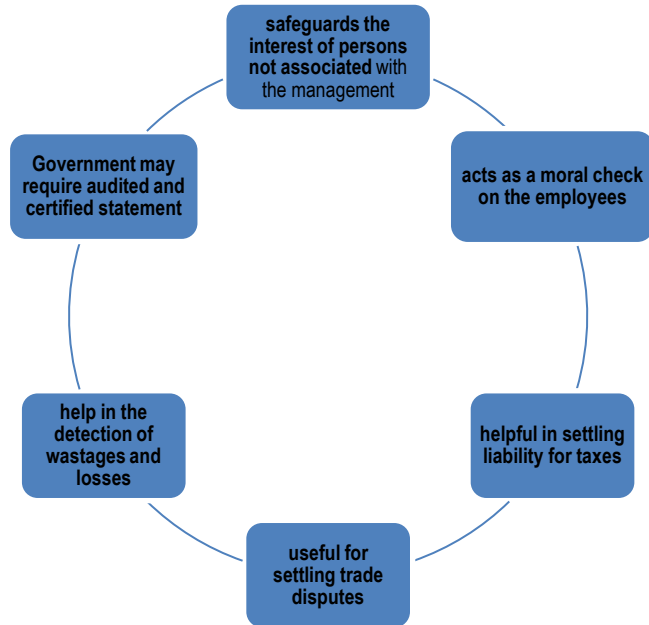 safeguards the
interest of persons
not associated with
the management
acts as a moral check
on the employees
helpful in settling
liability for taxes
useful for
settling trade
disputes
help in the
detection of
wastages and
losses
Government may
require audited and
certified statement